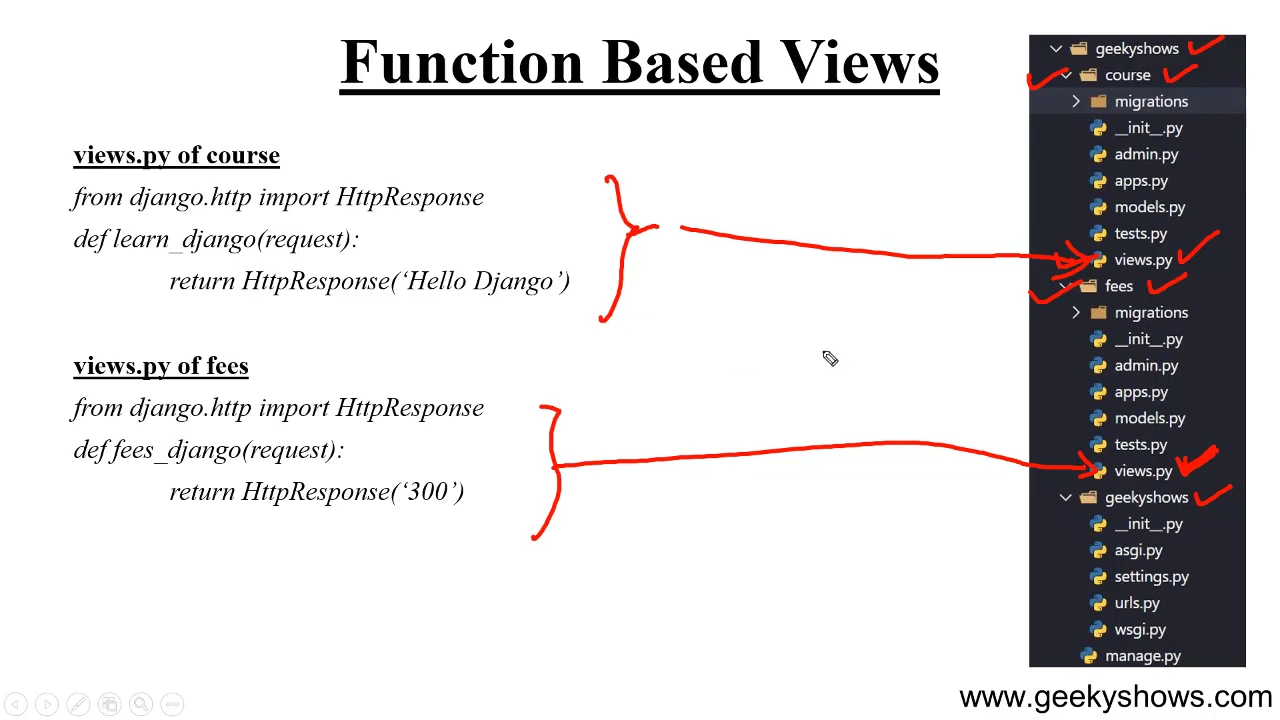 Function Based Views
views.py of course
from django.http import HttpResponse
def learn_django(request):
return HttpResponse(‘Hello Django’)
views.py of fees
from django.http import HttpResponse
def fees_django(request):
return HttpResponse(‘300’)
geekyshows
course
migrations
__init__.py
admin.py
apps.py
models.py
tests.py
views.py
fees
migrations
__init__.py
admin.py
apps.py
models.py
tests.py
views.py
geekyshows
__init__.py
asgi.py
settings.py
urls.py
wsgi.py
manage.py
www.geekyshows.com